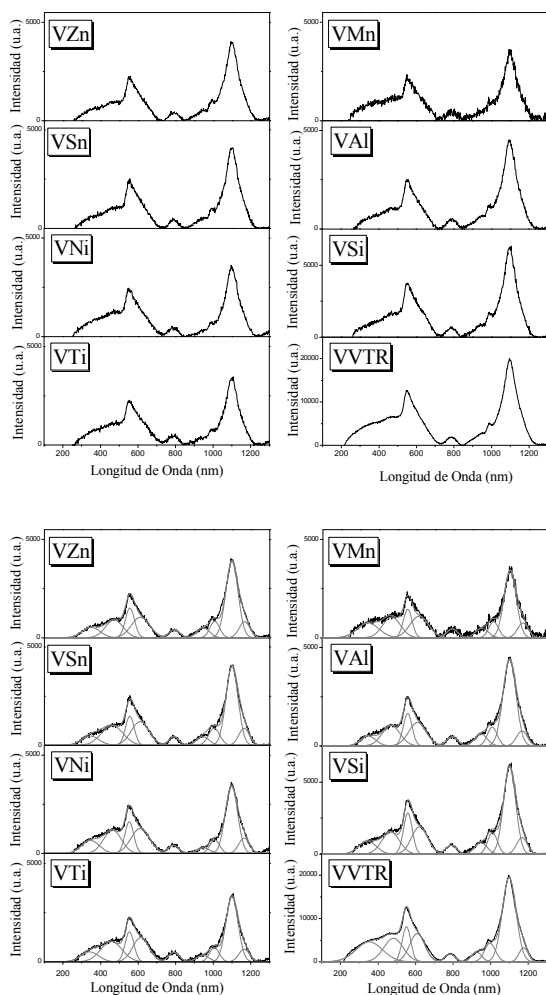 VZn
Intensidad (u.a.)
5000
0
VSn
Intensidad (u.a.)
5000
0
VNi
Intensidad (u.a.)
5000
0
VTi
Intensidad (u.a.)
5000
0
200 400 600 800 1000 1200
Longitud de Onda (nm)
VMn
Intensidad (u.a.)
5000
0
VAl
Intensidad (u.a.)
5000
0
VSi
Intensidad (u.a.)
5000
0
VVTR
Intensidad (u.a.)
20000
10000
0
200 400 600 800 1000 1200
Longitud de Onda (nm)
VZn
Intensidad (u.a.)
5000
0
VSn
Intensidad (u.a.)
5000
0
VNi
Intensidad (u.a.)
5000
0
VTi
Intensidad (u.a.)
5000
0
200 400 600 800 1000 1200
Longitud de Onda (nm)
VMn
Intensidad (u.a.)
5000
0
VAl
Intensidad (u.a.)
5000
0
VSi
Intensidad (u.a.)
5000
0
VVTR
Intensidad (u.a.)
20000
10000
0
200 400 600 800 1000 1200
Longitud de Onda (nm)